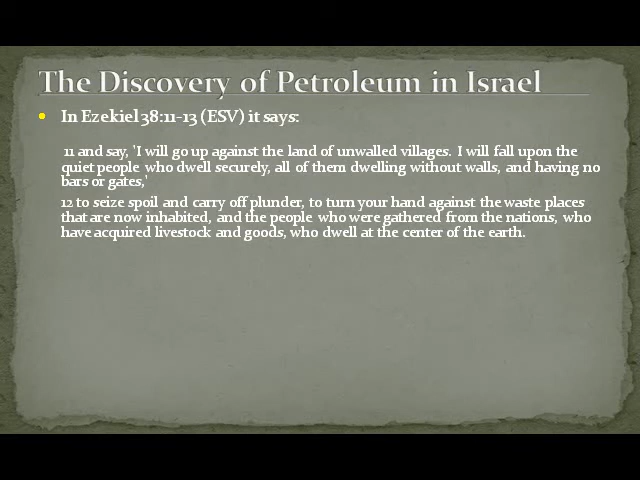 The Discovery of Petroleum in Israel
• In Ezekiel 38:11-13 (ESV) it says:
11 and say, 'I will go up against the land of unwalled villages. I will fall upon the
quiet people who dwell securely, all of them dwelling without walls, and having no
bars or gates,'
12 to seize spoil and carry off plunder, to turn your hand against the waste places
that are now inhabited, and the people who were gathered from the nations, who
have acquired livestock and goods, who dwell at the center of the earth.